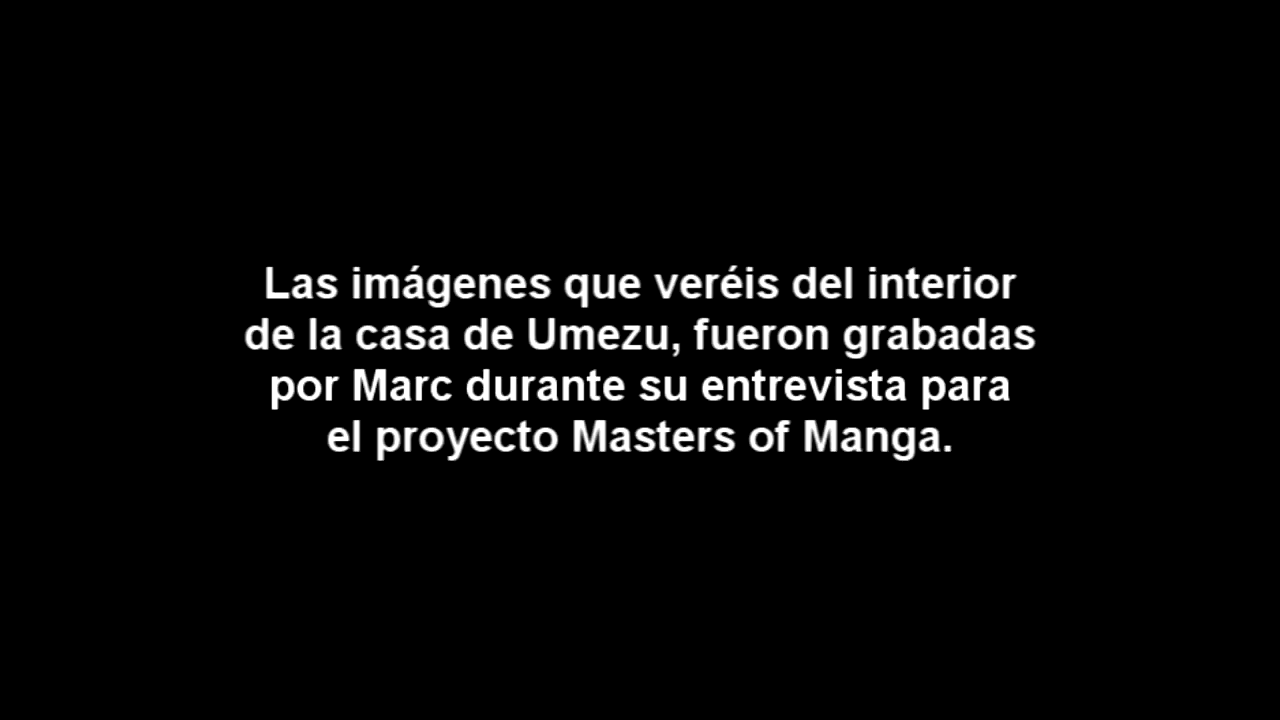 Las imágenes que veréis del interior
de la casa de Umezu, fueron grabadas
por Marc durante su entrevista para
el proyecto Masters of Manga.